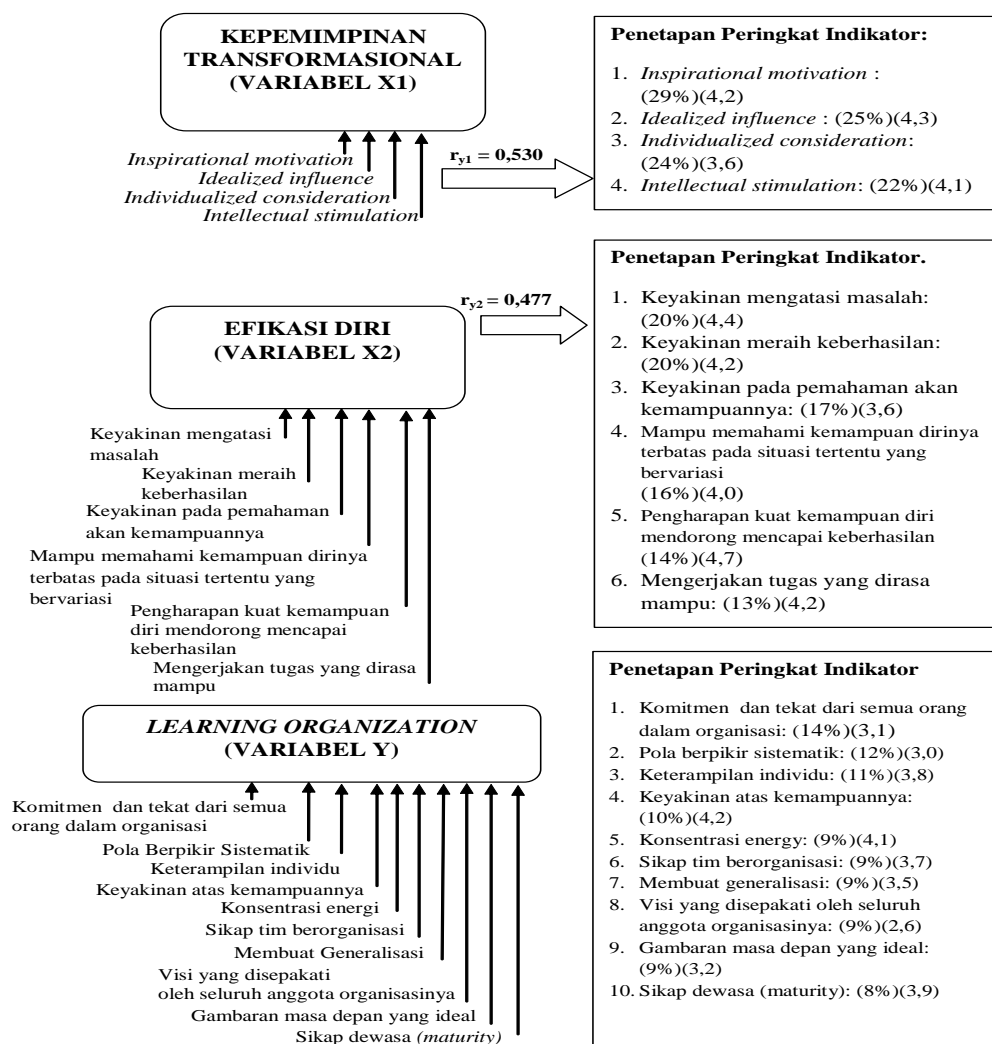 KEPEMIMPINAN
TRANSFORMASIONAL
(VARIABEL X1)
Inspirational motivation
Idealized influence
Individualized consideration
Intellectual stimulation
r_y1 = 0,530
Penetapan Peringkat Indikator:
1. Inspirational motivation :
(29%)(4,2)
2. Idealized influence : (25%)(4,3)
3. Individualized consideration:
(24%)(3,6)
4. Intellectual stimulation: (22%)(4,1)
EFIKASI DIRI
(VARIABEL X2)
Keyakinan mengatasi
masalah
Keyakinan meraih
keberhasilan
Keyakinan pada pemahaman
akan kemampuannya
Mampu memahami kemampuan dirinya
terbatas pada situasi tertentu yang
bervariasi
Pengharapan kuat kemampuan
diri mendorong mencapai
keberhasilan
Mengerjakan tugas yang dirasa
mampu
r_y2 = 0,477
Penetapan Peringkat Indikator.
1. Keyakinan mengatasi masalah:
(20%)(4,4)
2. Keyakinan meraih keberhasilan:
(20%)(4,2)
3. Keyakinan pada pemahaman akan
kemampuannya: (17%)(3,6)
4. Mampu memahami kemampuan dirinya
terbatas pada situasi tertentu yang
bervariasi
(16%)(4,0)
5. Pengharapan kuat kemampuan diri
mendorong mencapai keberhasilan
(14%)(4,7)
6. Mengerjakan tugas yang dirasa
mampu: (13%)(4,2)
LEARNING ORGANIZATION
(VARIABEL Y)
Komitmen dan tekat dari semua
orang dalam organisasi
Pola Berpikir Sistematik
Keterampilan individu
Keyakinan atas kemampuannya
Konsentrasi energi
Sikap tim berorganisasi
Membuat Generalisasi
Visi yang disepakati
oleh seluruh anggota organisasinya
Gambaran masa depan yang ideal
Sikap dewasa (maturity)
Penetapan Peringkat Indikator
1. Komitmen dan tekat dari semua orang
dalam organisasi: (14%)(3,1)
2. Pola berpikir sistematik: (12%)(3,0)
3. Keterampilan individu: (11%)(3,8)
4. Keyakinan atas kemampuannya:
(10%)(4,2)
5. Konsentrasi energy: (9%)(4,1)
6. Sikap tim berorganisasi: (9%)(3,7)
7. Membuat generalisasi: (9%)(3,5)
8. Visi yang disepakati oleh seluruh
anggota organisasinya: (9%)(2,6)
9. Gambaran masa depan yang ideal:
(9%)(3,2)
10. Sikap dewasa (maturity): (8%)(3,9)